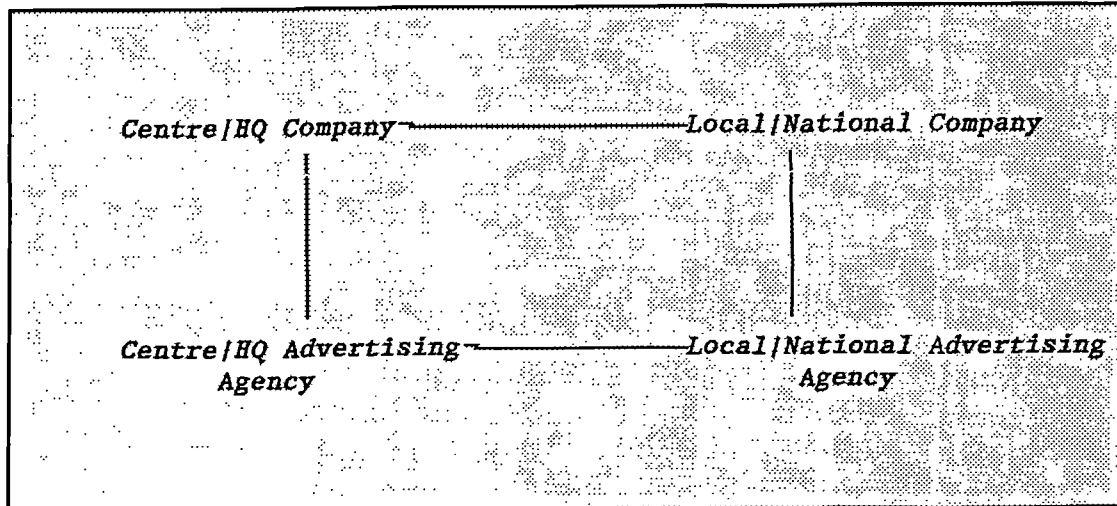 Centre/HQ Company
Local/National Company
Centre/HQ Advertising
Agency
Local/National Advertising
Agency